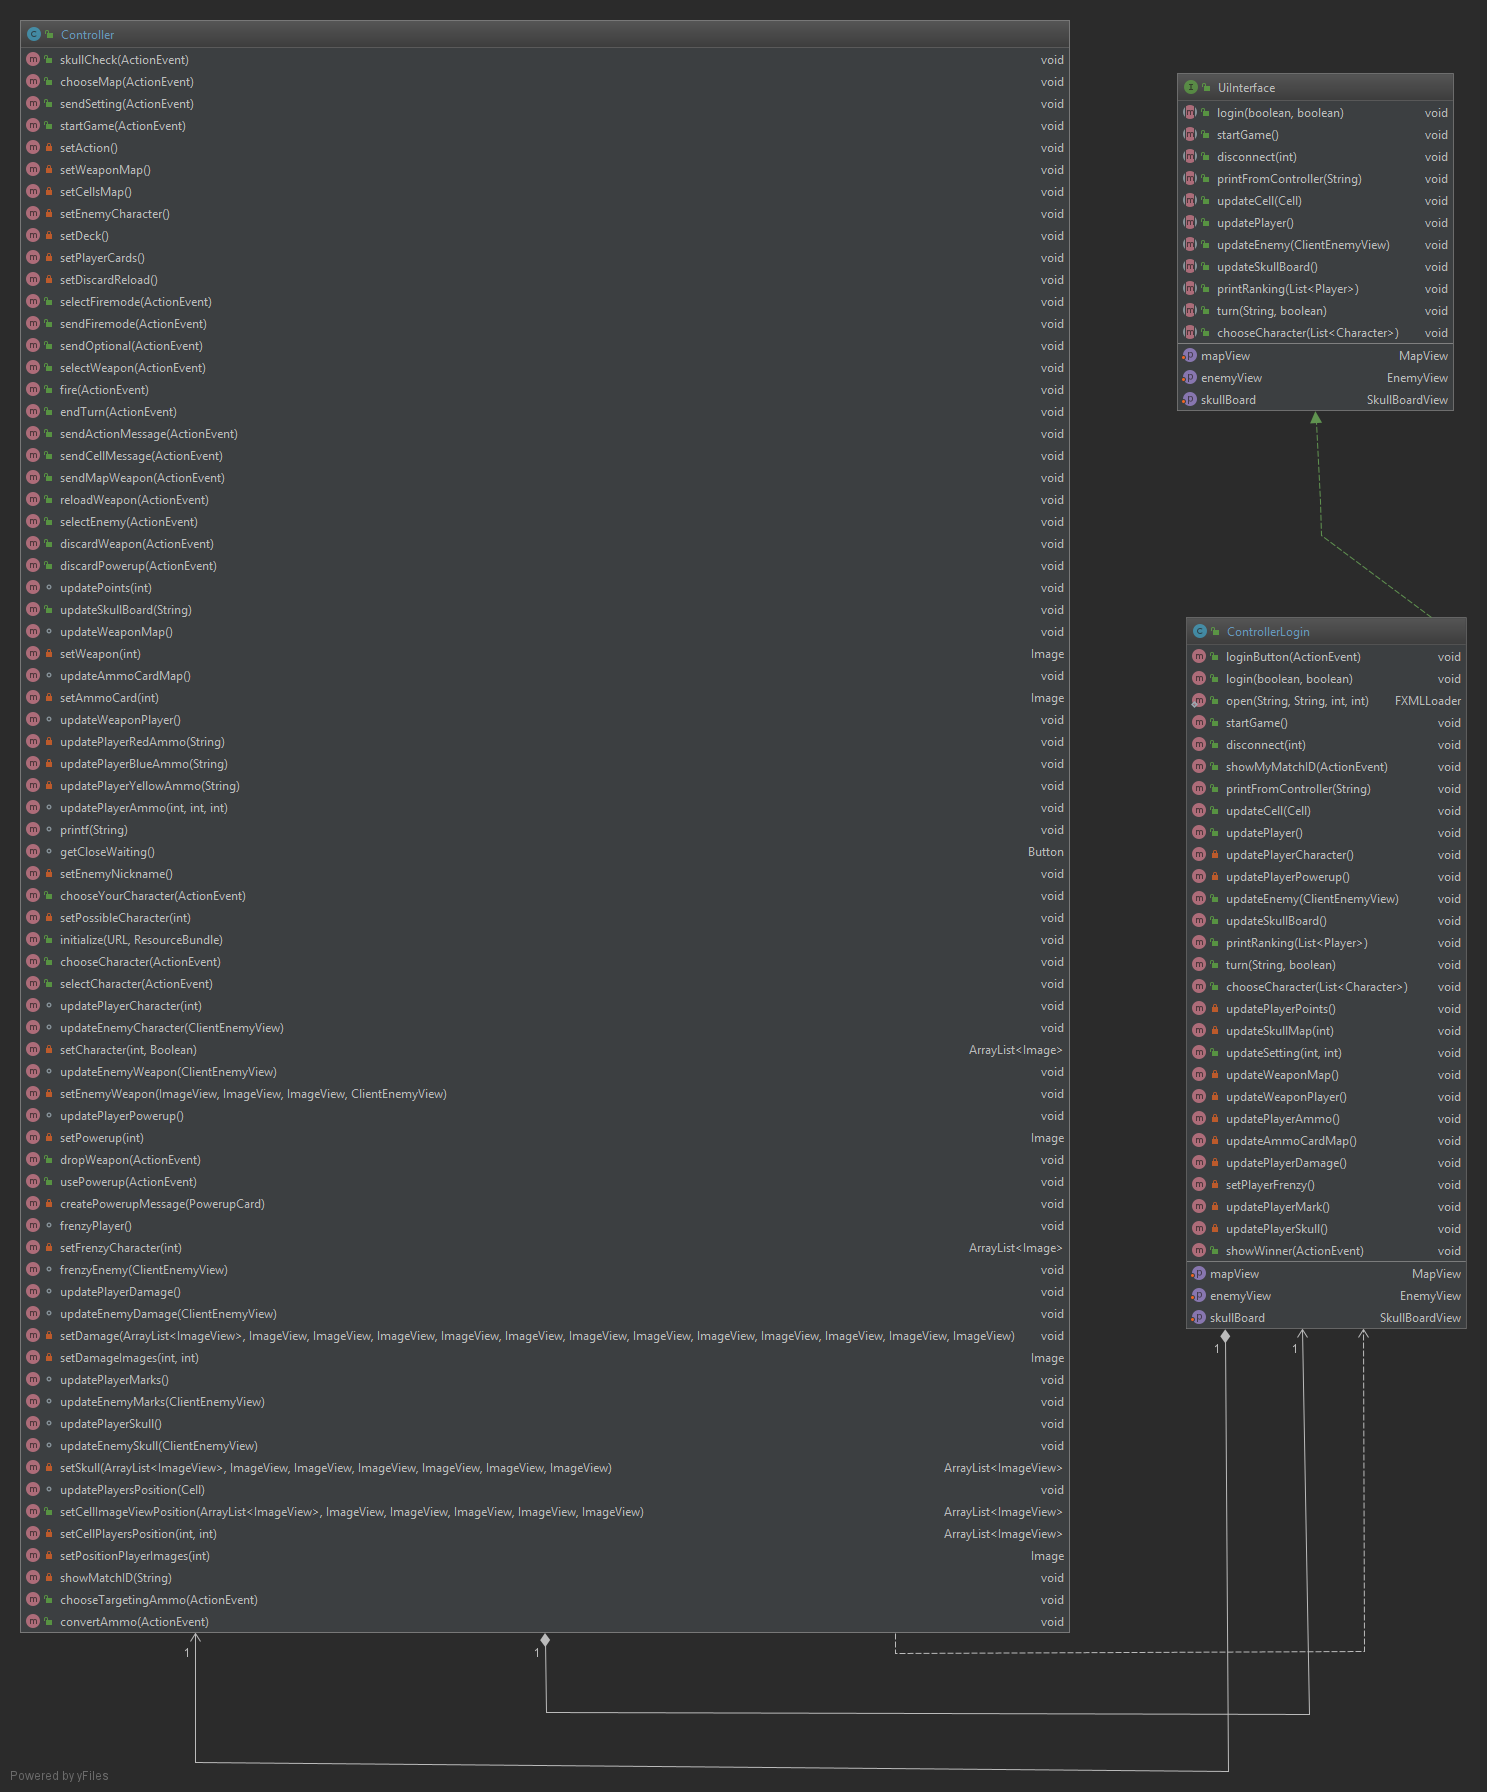 Controller
skullCheck(ActionEvent) void
chooseMap(ActionEvent) void
sendSetting(ActionEvent) void
startGame(ActionEvent) void
setAction() void
setWeaponMap() void
setCellsMap() void
setEnemyCharacter() void
setDeck() void
setPlayerCards() void
setDiscardReload() void
selectFiremode(ActionEvent) void
sendFiremode(ActionEvent) void
sendOptional(ActionEvent) void
selectWeapon(ActionEvent) void
fire(ActionEvent) void
endTurn(ActionEvent) void
sendActionMessage(ActionEvent) void
sendCellMessage(ActionEvent) void
sendMapWeapon(ActionEvent) void
reloadWeapon(ActionEvent) void
selectEnemy(ActionEvent) void
discardWeapon(ActionEvent) void
discardPowerup(ActionEvent) void
updatePoints(int) void
updateSkullBoard(String) void
updateWeaponMap() void
setWeapon(int) Image
updateAmmoCardMap() void
setAmmoCard(int) Image
updateWeaponPlayer() void
updatePlayerRedAmmo(String) void
updatePlayerBlueAmmo(String) void
updatePlayerYellowAmmo(String) void
updatePlayerAmmo(int, int, int) void
printf(String) void
getCloseWaiting() Button
setEnemyNickname() void
chooseYourCharacter(ActionEvent) void
setPossibleCharacter(int) void
initialize(URL, ResourceBundle) void
chooseCharacter(ActionEvent) void
selectCharacter(ActionEvent) void
updatePlayerCharacter(int) void
updateEnemyCharacter(ClientEnemyView) void
setCharacter(int, Boolean) ArrayList<Image>
updateEnemyWeapon(ClientEnemyView) void
setEnemyWeapon(ImageView, ImageView, ImageView, ClientEnemyView) void
updatePlayerPowerup() void
setPowerup(int) Image
dropWeapon(ActionEvent) void
usePowerup(ActionEvent) void
createPowerupMessage(PowerupCard) void
frenzyPlayer() void
setFrenzyCharacter(int) ArrayList<Image>
frenzyEnemy(ClientEnemyView) void
updatePlayerDamage() void
updateEnemyDamage(ClientEnemyView) void
setDamage(ArrayList<ImageView>, ImageView, ImageView, ImageView, ImageView, ImageView, ImageView, ImageView, ImageView, ImageView, ImageView, ImageView, ImageView) void
setDamageImages(int, int) Image
updatePlayerMarks() void
updateEnemyMarks(ClientEnemyView) void
updatePlayerSkull() void
updateEnemySkull(ClientEnemyView) void
setSkull(ArrayList<ImageView>, ImageView, ImageView, ImageView, ImageView, ImageView, ImageView) ArrayList<ImageView>
updatePlayersPosition(Cell) void
setCellImageViewPosition(ArrayList<ImageView>, ImageView, ImageView, ImageView, ImageView, ImageView) ArrayList<ImageView>
setCellPlayersPosition(int, int) ArrayList<ImageView>
setPositionPlayerImages(int) Image
showMatchID(String) void
chooseTargetingAmmo(ActionEvent) void
convertAmmo(ActionEvent) void
UiInterface
login(boolean, boolean) void
startGame() void
disconnect(int) void
printFromController(String) void
updateCell(Cell) void
updatePlayer() void
updateEnemy(ClientEnemyView) void
updateSkullBoard() void
printRanking(List<Player>) void
turn(String, boolean) void
chooseCharacter(List<Character>) void
mapView MapView
enemyView EnemyView
skullBoard SkullBoardView
ControllerLogin
loginButton(ActionEvent) void
login(boolean, boolean) void
open(String, String, int, int) FXMLLoader
startGame() void
disconnect(int) void
showMyMatchID(ActionEvent) void
printFromController(String) void
updateCell(Cell) void
updatePlayer() void
updatePlayerCharacter() void
updatePlayerPowerup() void
updateEnemy(ClientEnemyView) void
updateSkullBoard() void
printRanking(List<Player>) void
turn(String, boolean) void
chooseCharacter(List<Character>) void
updatePlayerPoints() void
updateSkullMap(int) void
updateSetting(int, int) void
updateWeaponMap() void
updateWeaponPlayer() void
updatePlayerAmmo() void
updateAmmoCardMap() void
updatePlayerDamage() void
setPlayerFrenzy() void
updatePlayerMark() void
updatePlayerSkull() void
showWinner(ActionEvent) void
mapView MapView
enemyView EnemyView
skullBoard SkullBoardView
1 1
1 1
Powered by yFiles